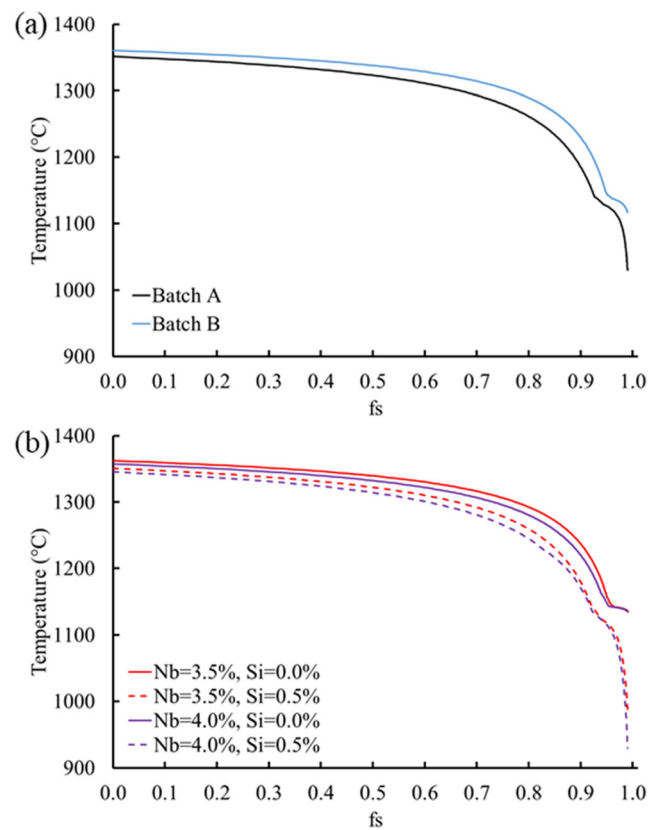 (a)
1400
1300
1200
1100
1000
900
Temperature (°C)
Batch A
Batch B
0.0 0.1 0.2 0.3 0.4 0.5 0.6 0.7 0.8 0.9 1.0
fs
(b)
1400
1300
1200
1100
1000
900
800
Temperature (°C)
Nb=3.5%, Si=0.0%
Nb=3.5%, Si=0.5%
Nb=4.0%, Si=0.0%
Nb=4.0%, Si=0.5%
0.0 0.1 0.2 0.3 0.4 0.5 0.6 0.7 0.8 0.9 1.0
fs